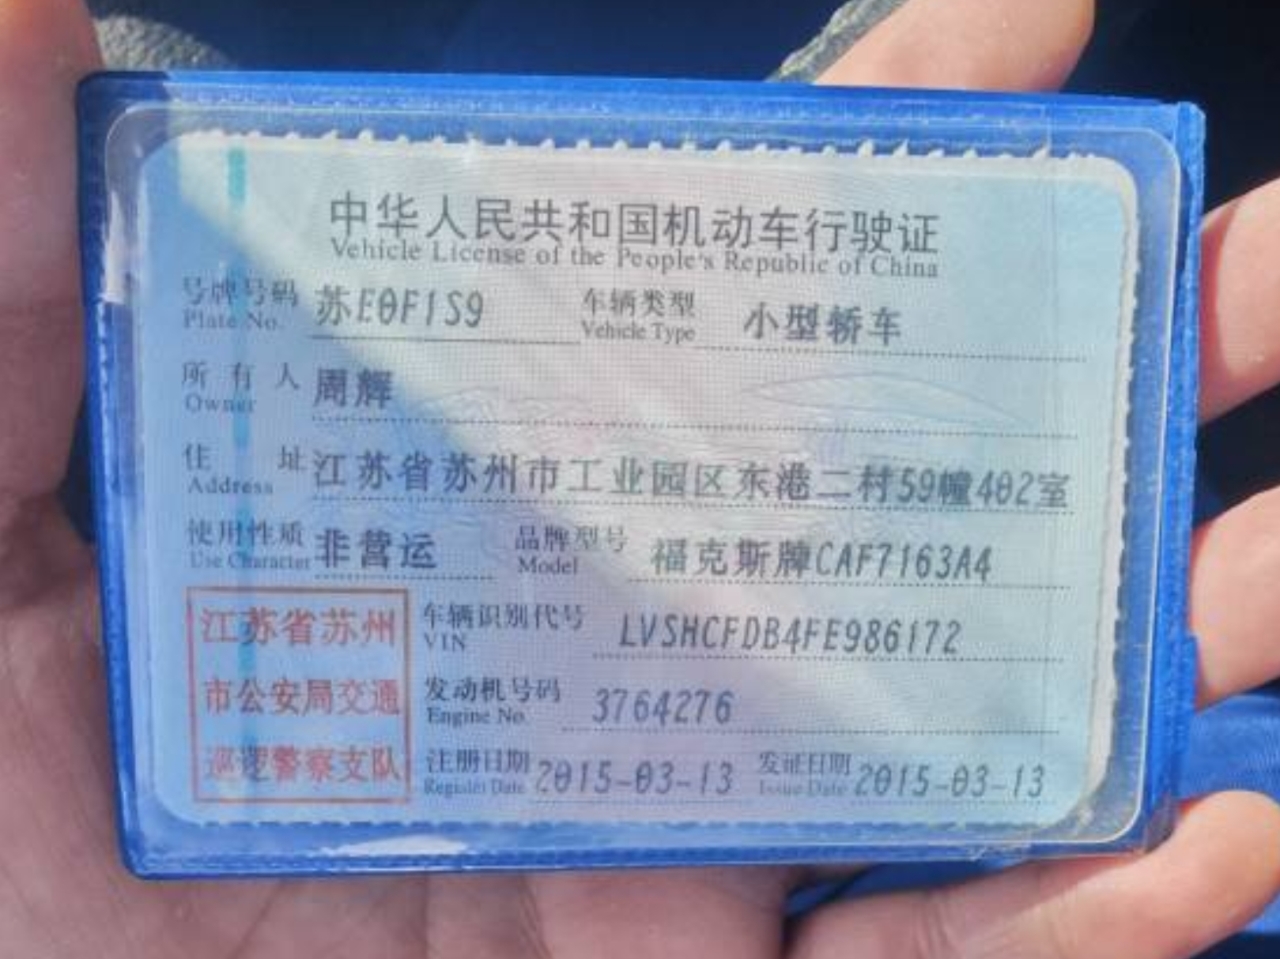 中华人民共和国机动车行驶证
Vehicle License of the People's Republic of China
号牌号码 苏E0F1S9 车辆类型 小型轿车
Plate No. Vehicle Type
所有人 周辉
Owner
住址 江苏省苏州市工业园区东港二村59幢402室
Address
使用性质 非营运 品牌型号 福克斯牌CAF7163A4
Use Character Model
车辆识别代号 LVSHCFDB4FE986172
VIN
发动机号码 3764276
Engine No.
注册日期 2015-03-13 发证日期 2015-03-13
Register Date Issue Date
江苏省苏州
市公安局交通
巡逻警察支队